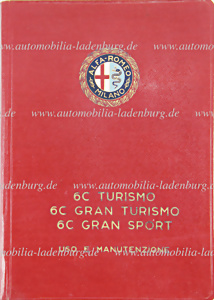 www.automobilia-ladenburg.de
ALFA-ROMEO
MILANO
www.automobilia-ladenburg.de
6C TURISMO
6C GRAN TURISMO
6C GRAN SPORT
USO E MANUTENZIONE
www.automobilia-ladenburg.de